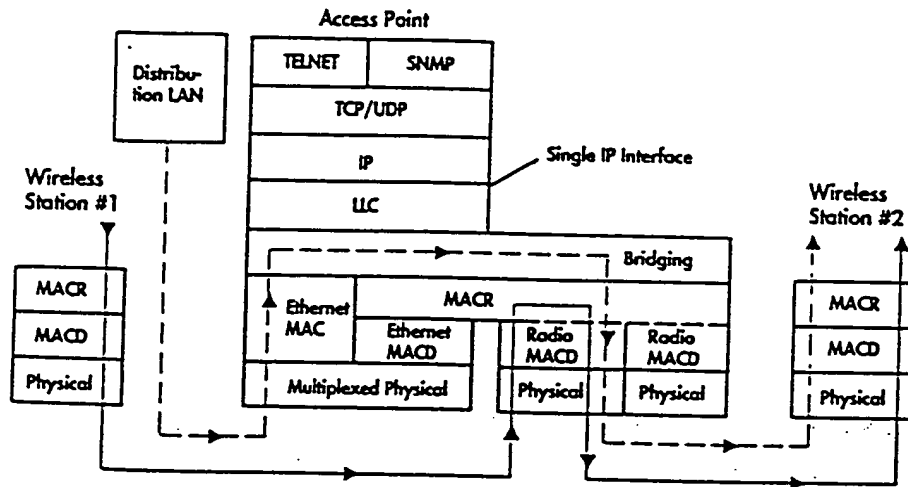 Access Point
Distribu-
tion LAN
TELNET
SNMP
TCP/UDP
IP
Single IP Interface
LLC
Wireless
Station #1
Wireless
Station #2
Bridging
MACR
MACD
Physical
Ethernet
MAC
MACR
Ethernet
MACD
Radio
MACD
Radio
MACD
Multiplexed Physical
Physical
Physical
MACR
MACD
Physical